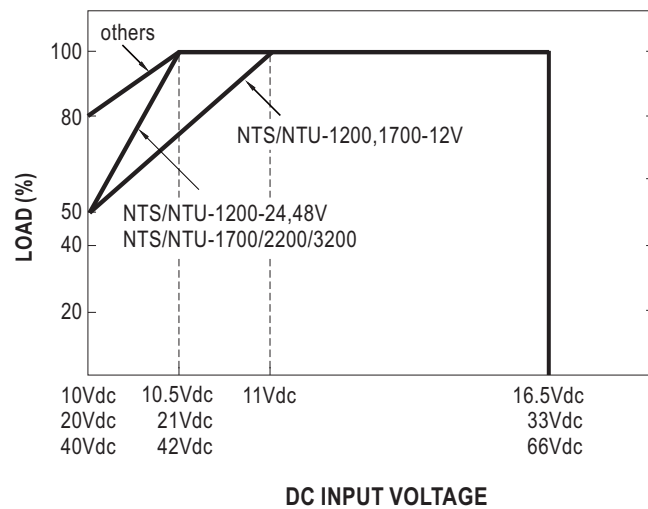 others
100
80
50
40
20
LOAD (%)
NTS/NTU-1200,1700-12V
NTS/NTU-1200-24,48V
NTS/NTU-1700/2200/3200
10Vdc 10.5Vdc 11Vdc 16.5Vdc
20Vdc 21Vdc 33Vdc
40Vdc 42Vdc 66Vdc
DC INPUT VOLTAGE